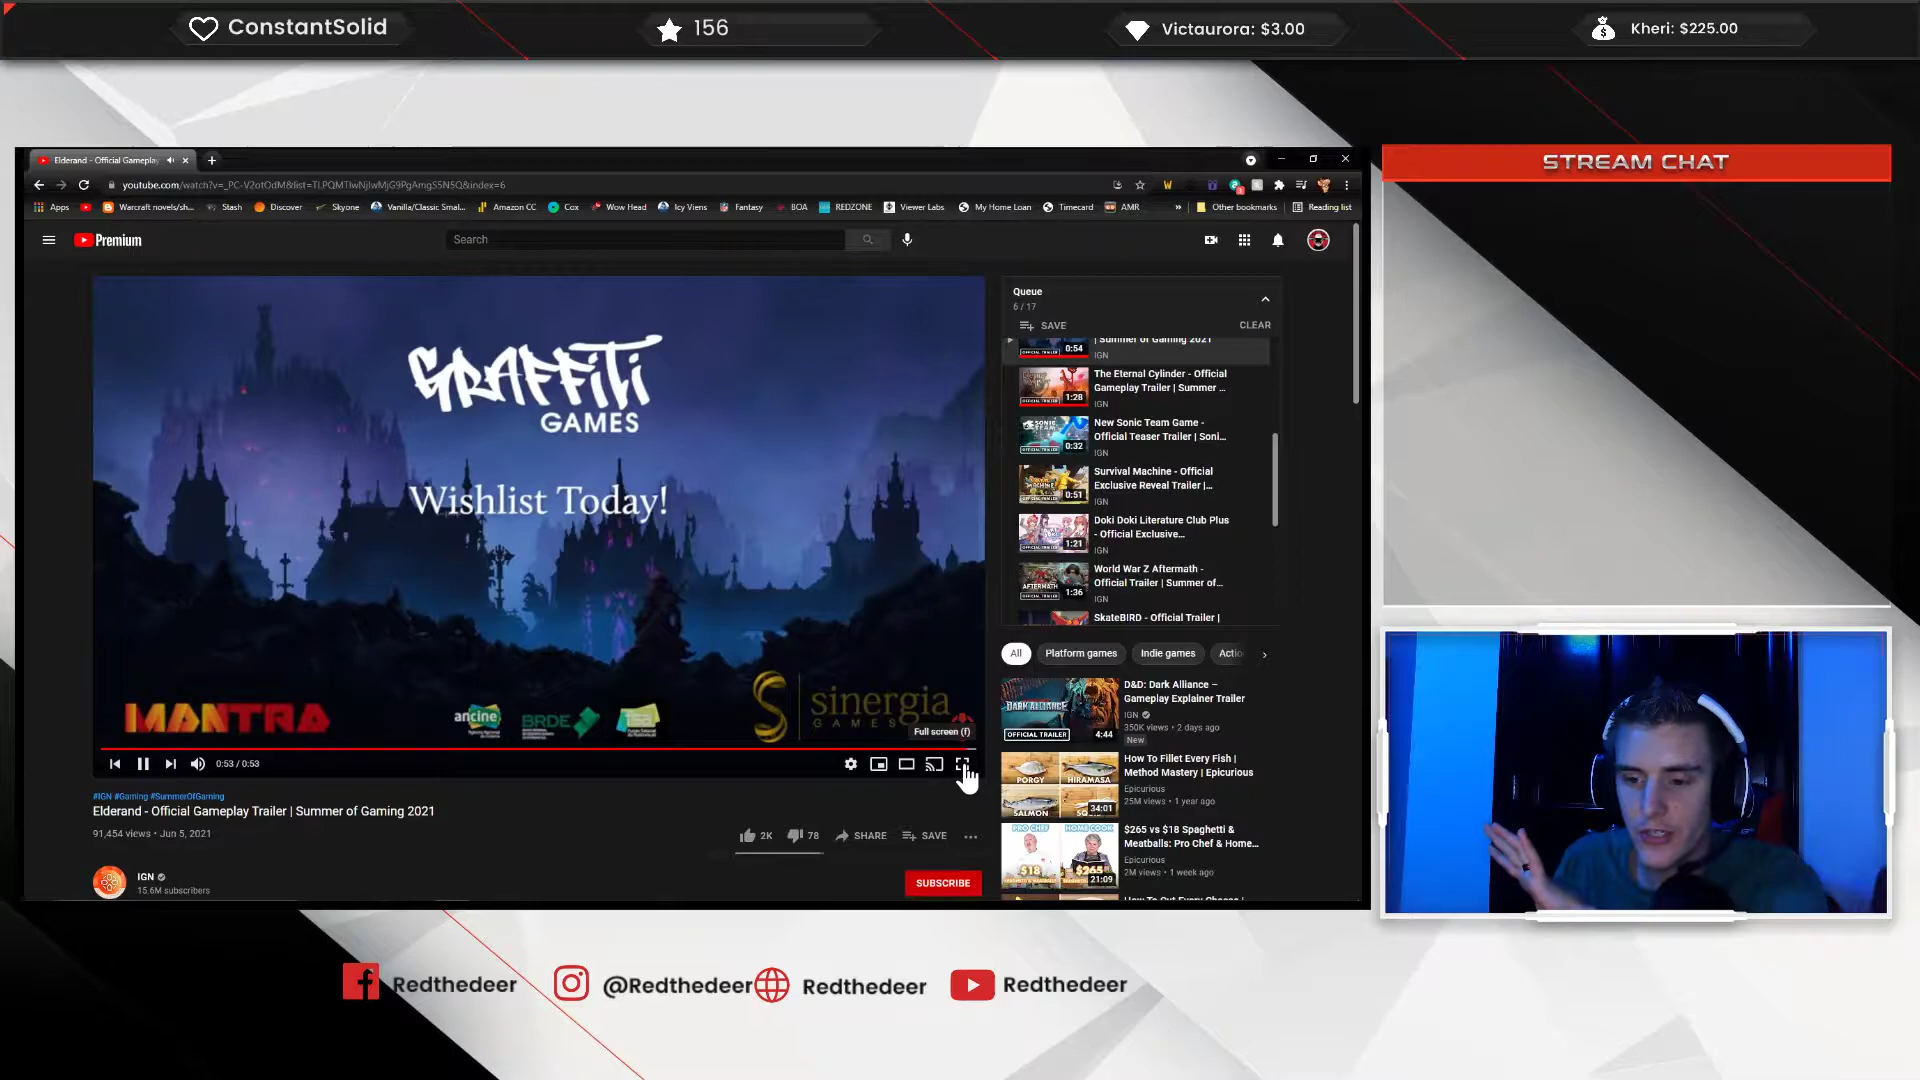 ConstantSolid
156
Victaurora: $3.00
Kheri: $225.00
Elderand - Official Gameplay
youtube.com/watch?v=_PC-V2otOdM&list=TLPQMTIwNjIwMjG9PgAmgS5N5Q&index=6
Apps
Warcraft novels/sh...
Stash
Discover
Skyone
Vanilla/Classic Smal...
Amazon CC
Cox
Wow Head
Icy Viens
Fantasy
BOA
REDZONE
Viewer Labs
My Home Loan
Timecard
AMR
»
Other bookmarks
Reading list
Premium
Search
GRAFFITI
GAMES
Wishlist Today!
MANTRA
ancine
BRDE
sinergia
GAMES
Full screen (f)
0:53 / 0:53
#IGN #Gaming #SummerOfGaming
Elderand - Official Gameplay Trailer | Summer of Gaming 2021
91,454 views • Jun 5, 2021
2K
78
SHARE
SAVE
IGN
15.6M subscribers
SUBSCRIBE
Queue
6 / 17
SAVE
CLEAR
| Summer of Gaming 2021
IGN
0:54
The Eternal Cylinder - Official
Gameplay Trailer | Summer ...
IGN
1:28
New Sonic Team Game -
Official Teaser Trailer | Soni...
IGN
0:32
Survival Machine - Official
Exclusive Reveal Trailer |...
IGN
0:51
Doki Doki Literature Club Plus
- Official Exclusive...
IGN
1:21
World War Z Aftermath -
Official Trailer | Summer of...
IGN
AFTERMATH
1:36
SkateBIRD - Official Trailer |
All
Platform games
Indie games
Actio
D&D: Dark Alliance –
Gameplay Explainer Trailer
IGN
350K views • 2 days ago
New
DARK ALLIANCE
OFFICIAL TRAILER
4:44
How To Fillet Every Fish |
Method Mastery | Epicurious
Epicurious
25M views • 1 year ago
PORGY
HIRAMASA
SALMON
34:01
$265 vs $18 Spaghetti &
Meatballs: Pro Chef & Home...
Epicurious
2M views • 1 week ago
PRO CHEF
HOME COOK
$18
$265
21:09
STREAM CHAT
Redthedeer
@Redthedeer
Redthedeer
Redthedeer